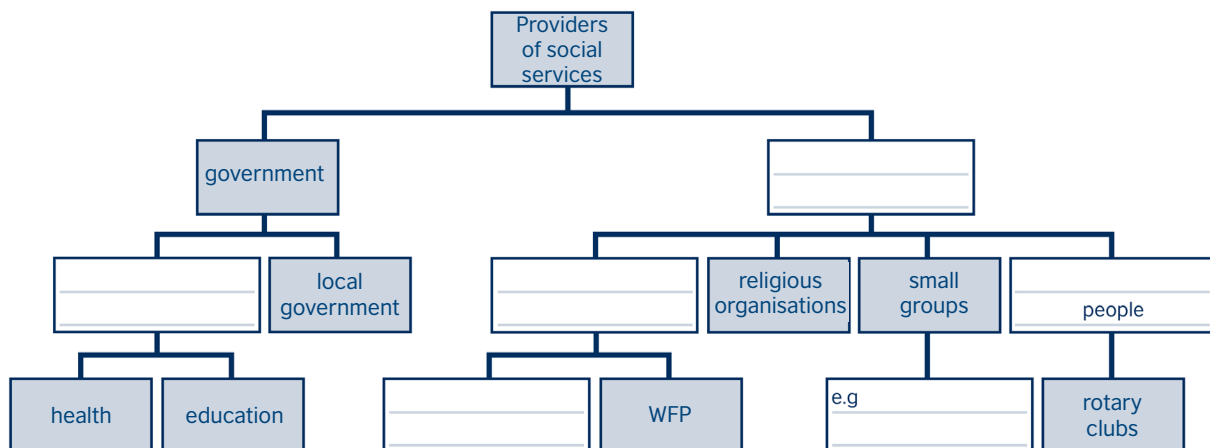 Providers
of social
services
government
local
government
religious
organisations
small
groups
people
health
education
WFP
e.g
rotary
clubs